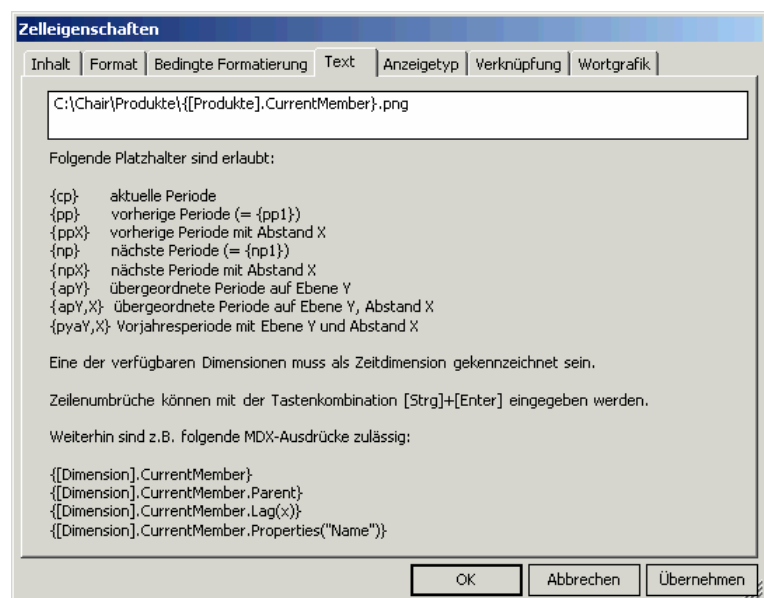 Zelleigenschaften
Inhalt Format Bedingte Formatierung Text Anzeigetyp Verknüpfung Wortgrafik
C:\Chair\Produkte\{[Produkte].CurrentMember}.png
Folgende Platzhalter sind erlaubt:
{cp} aktuelle Periode
{pp} vorherige Periode (= {pp1})
{ppX} vorherige Periode mit Abstand X
{np} nächste Periode (= {np1})
{npX} nächste Periode mit Abstand X
{apY} übergeordnete Periode auf Ebene Y
{apY,X} übergeordnete Periode auf Ebene Y, Abstand X
{pyaY,X} Vorjahresperiode mit Ebene Y und Abstand X
Eine der verfügbaren Dimensionen muss als Zeitdimension gekennzeichnet sein.
Zeilenumbrüche können mit der Tastenkombination [Strg]+[Enter] eingegeben werden.
Weiterhin sind z.B. folgende MDX-Ausdrücke zulässig:
{[Dimension].CurrentMember}
{[Dimension].CurrentMember.Parent}
{[Dimension].CurrentMember.Lag(x)}
{[Dimension].CurrentMember.Properties("Name")}
OK Abbrechen Übernehmen